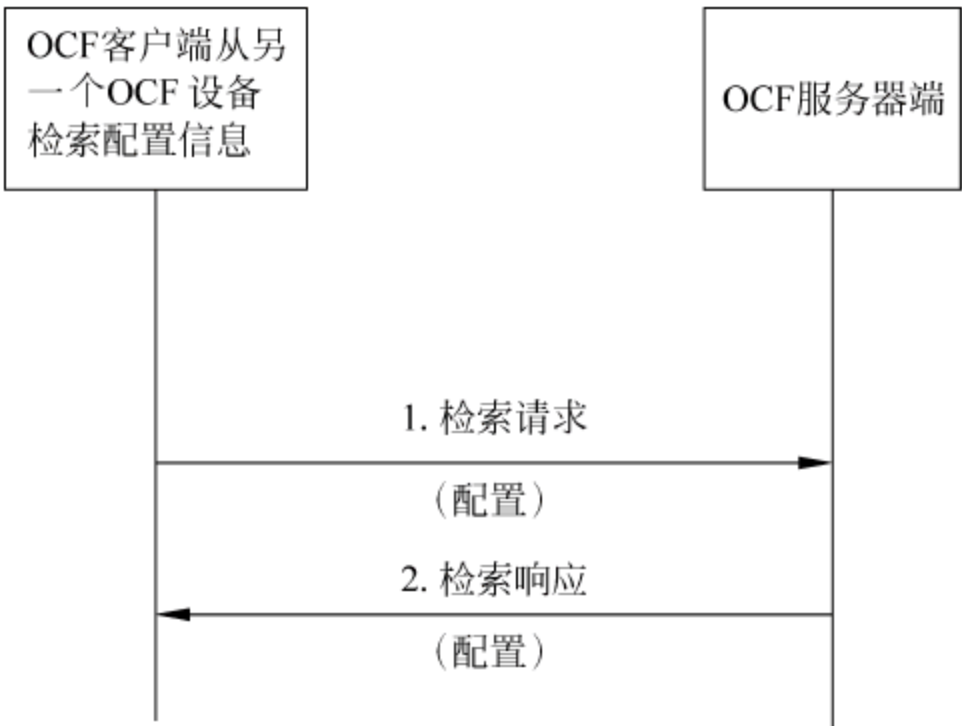 OCF客户端从另
一个OCF 设备
检索配置信息
OCF服务器端
1. 检索请求
（配置）
2. 检索响应
（配置）